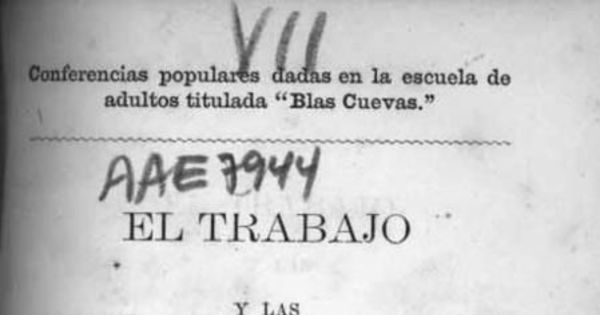 VII
Conferencias populares dadas en la escuela de
adultos titulada “Blas Cuevas.”
AAE7944
EL TRABAJO
Y LAS